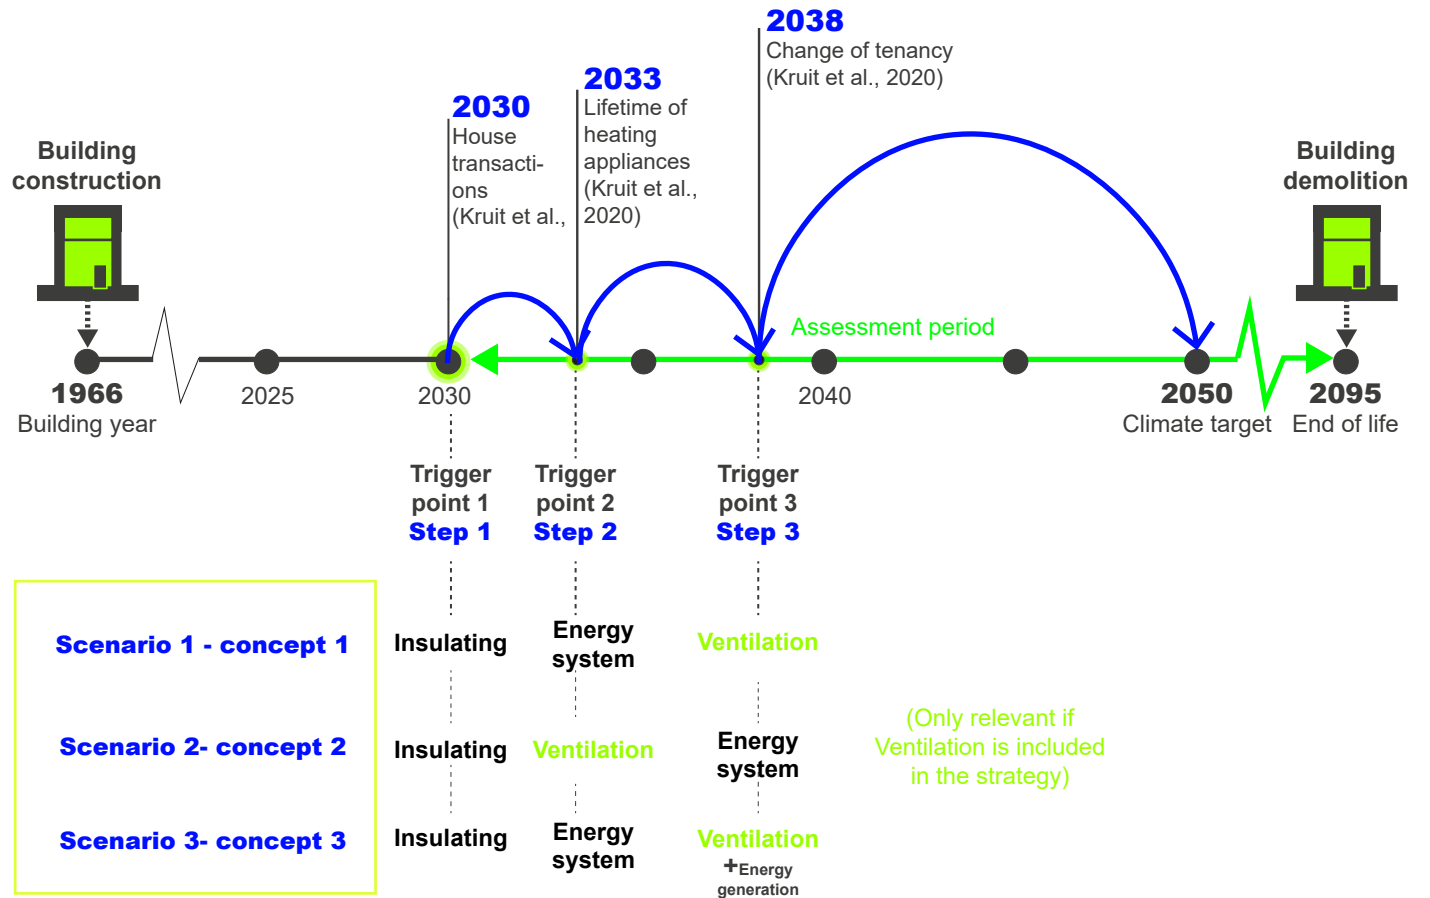 2038
Change of tenancy
(Kruit et al., 2020)
2033
Lifetime of
heating
appliances
(Kruit et al.,
2020)
2030
House
transacti-
ons
(Kruit et al.,
Building
construction
Building
demolition
Assessment period
1966
Building year
2025
2030
2040
2050
Climate target
2095
End of life
Trigger
point 1
Step 1
Trigger
point 2
Step 2
Trigger
point 3
Step 3
Scenario 1 - concept 1
Insulating
Energy
system
Ventilation
Scenario 2- concept 2
Insulating
Ventilation
Energy
system
(Only relevant if
Ventilation is included
in the strategy)
Scenario 3- concept 3
Insulating
Energy
system
Ventilation
+Energy
generation